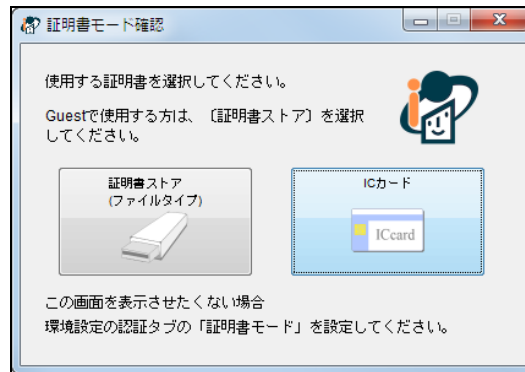 証明書モード確認
使用する証明書を選択してください。
Guestで使用する方は、〔証明書ストア〕を選択
してください。
証明書ストア
(ファイルタイプ)
ICカード
ICcard
この画面を表示させたくない場合
環境設定の認証タブの「証明書モード」を設定してください。